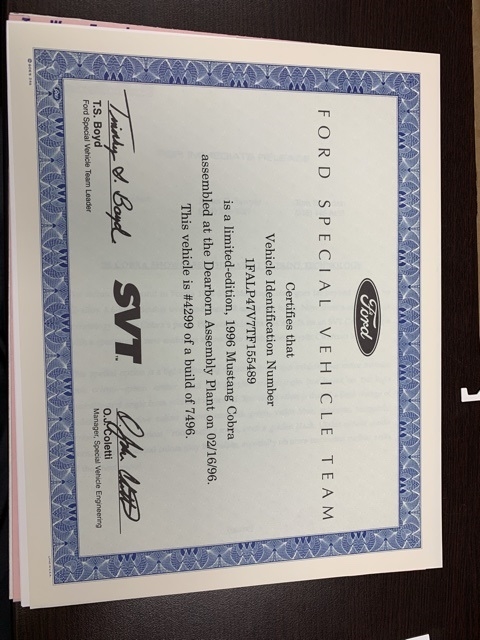 Ford
FORD SPECIAL VEHICLE TEAM
Certifies that
Vehicle Identification Number
1FALP47V7TF155489
is a limited-edition, 1996 Mustang Cobra
assembled at the Dearborn Assembly Plant on 02/16/96.
This vehicle is #4299 of a build of 7496.
T.S. Boyd
Ford Special Vehicle Team Leader
SVT™
O.J. Coletti
Manager, Special Vehicle Engineering